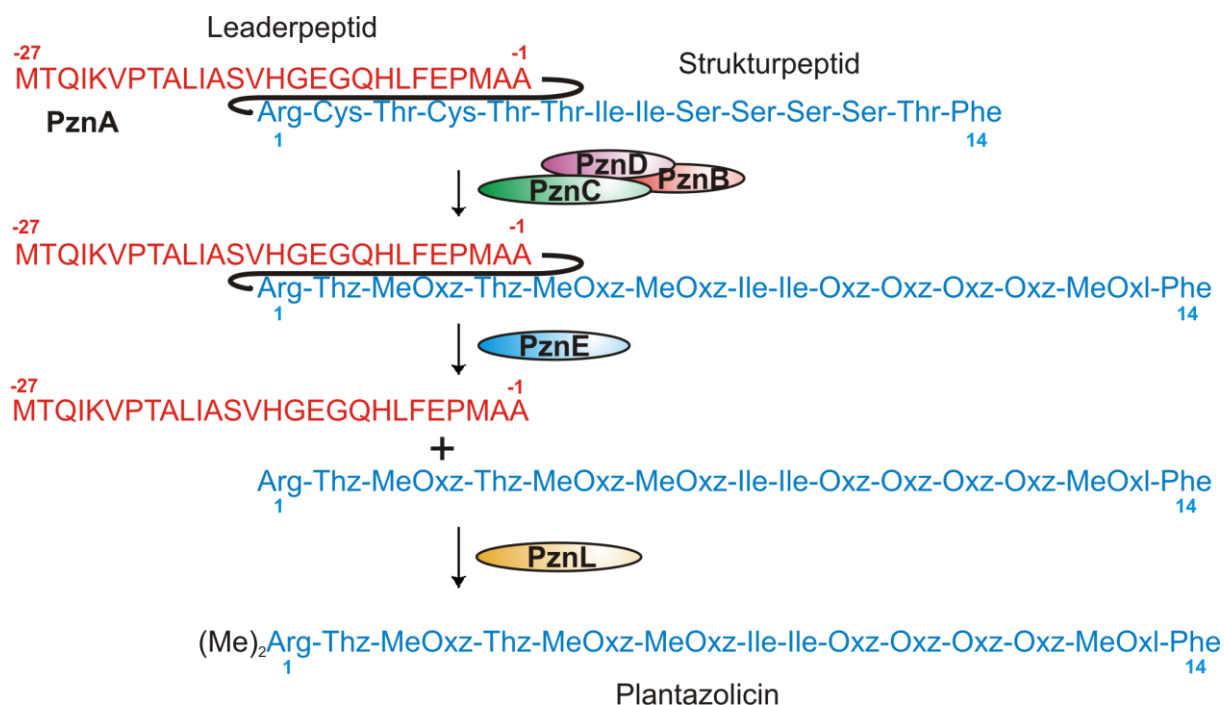 Leaderpeptid
-27 -1
MTQIKVPTALIASVHGEGQHLFEPMAA
Strukturpeptid
PznA
Arg-Cys-Thr-Cys-Thr-Thr-Ile-Ile-Ser-Ser-Ser-Ser-Thr-Phe
1 14
PznD
PznB
PznC
-27 -1
MTQIKVPTALIASVHGEGQHLFEPMAA
Arg-Thz-MeOxz-Thz-MeOxz-MeOxz-Ile-Ile-Oxz-Oxz-Oxz-Oxz-MeOxl-Phe
1 14
PznE
-27 -1
MTQIKVPTALIASVHGEGQHLFEPMAA
+
Arg-Thz-MeOxz-Thz-MeOxz-MeOxz-Ile-Ile-Oxz-Oxz-Oxz-Oxz-MeOxl-Phe
1 14
PznL
(Me)₂Arg-Thz-MeOxz-Thz-MeOxz-MeOxz-Ile-Ile-Oxz-Oxz-Oxz-Oxz-MeOxl-Phe
1 14
Plantazolicin